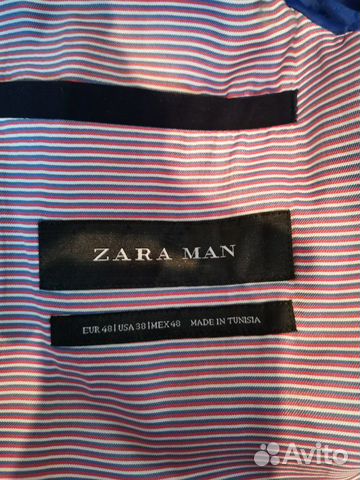 ZARA MAN
EUR 48 | USA 38 | MEX 48 MADE IN TUNISIA
Avito